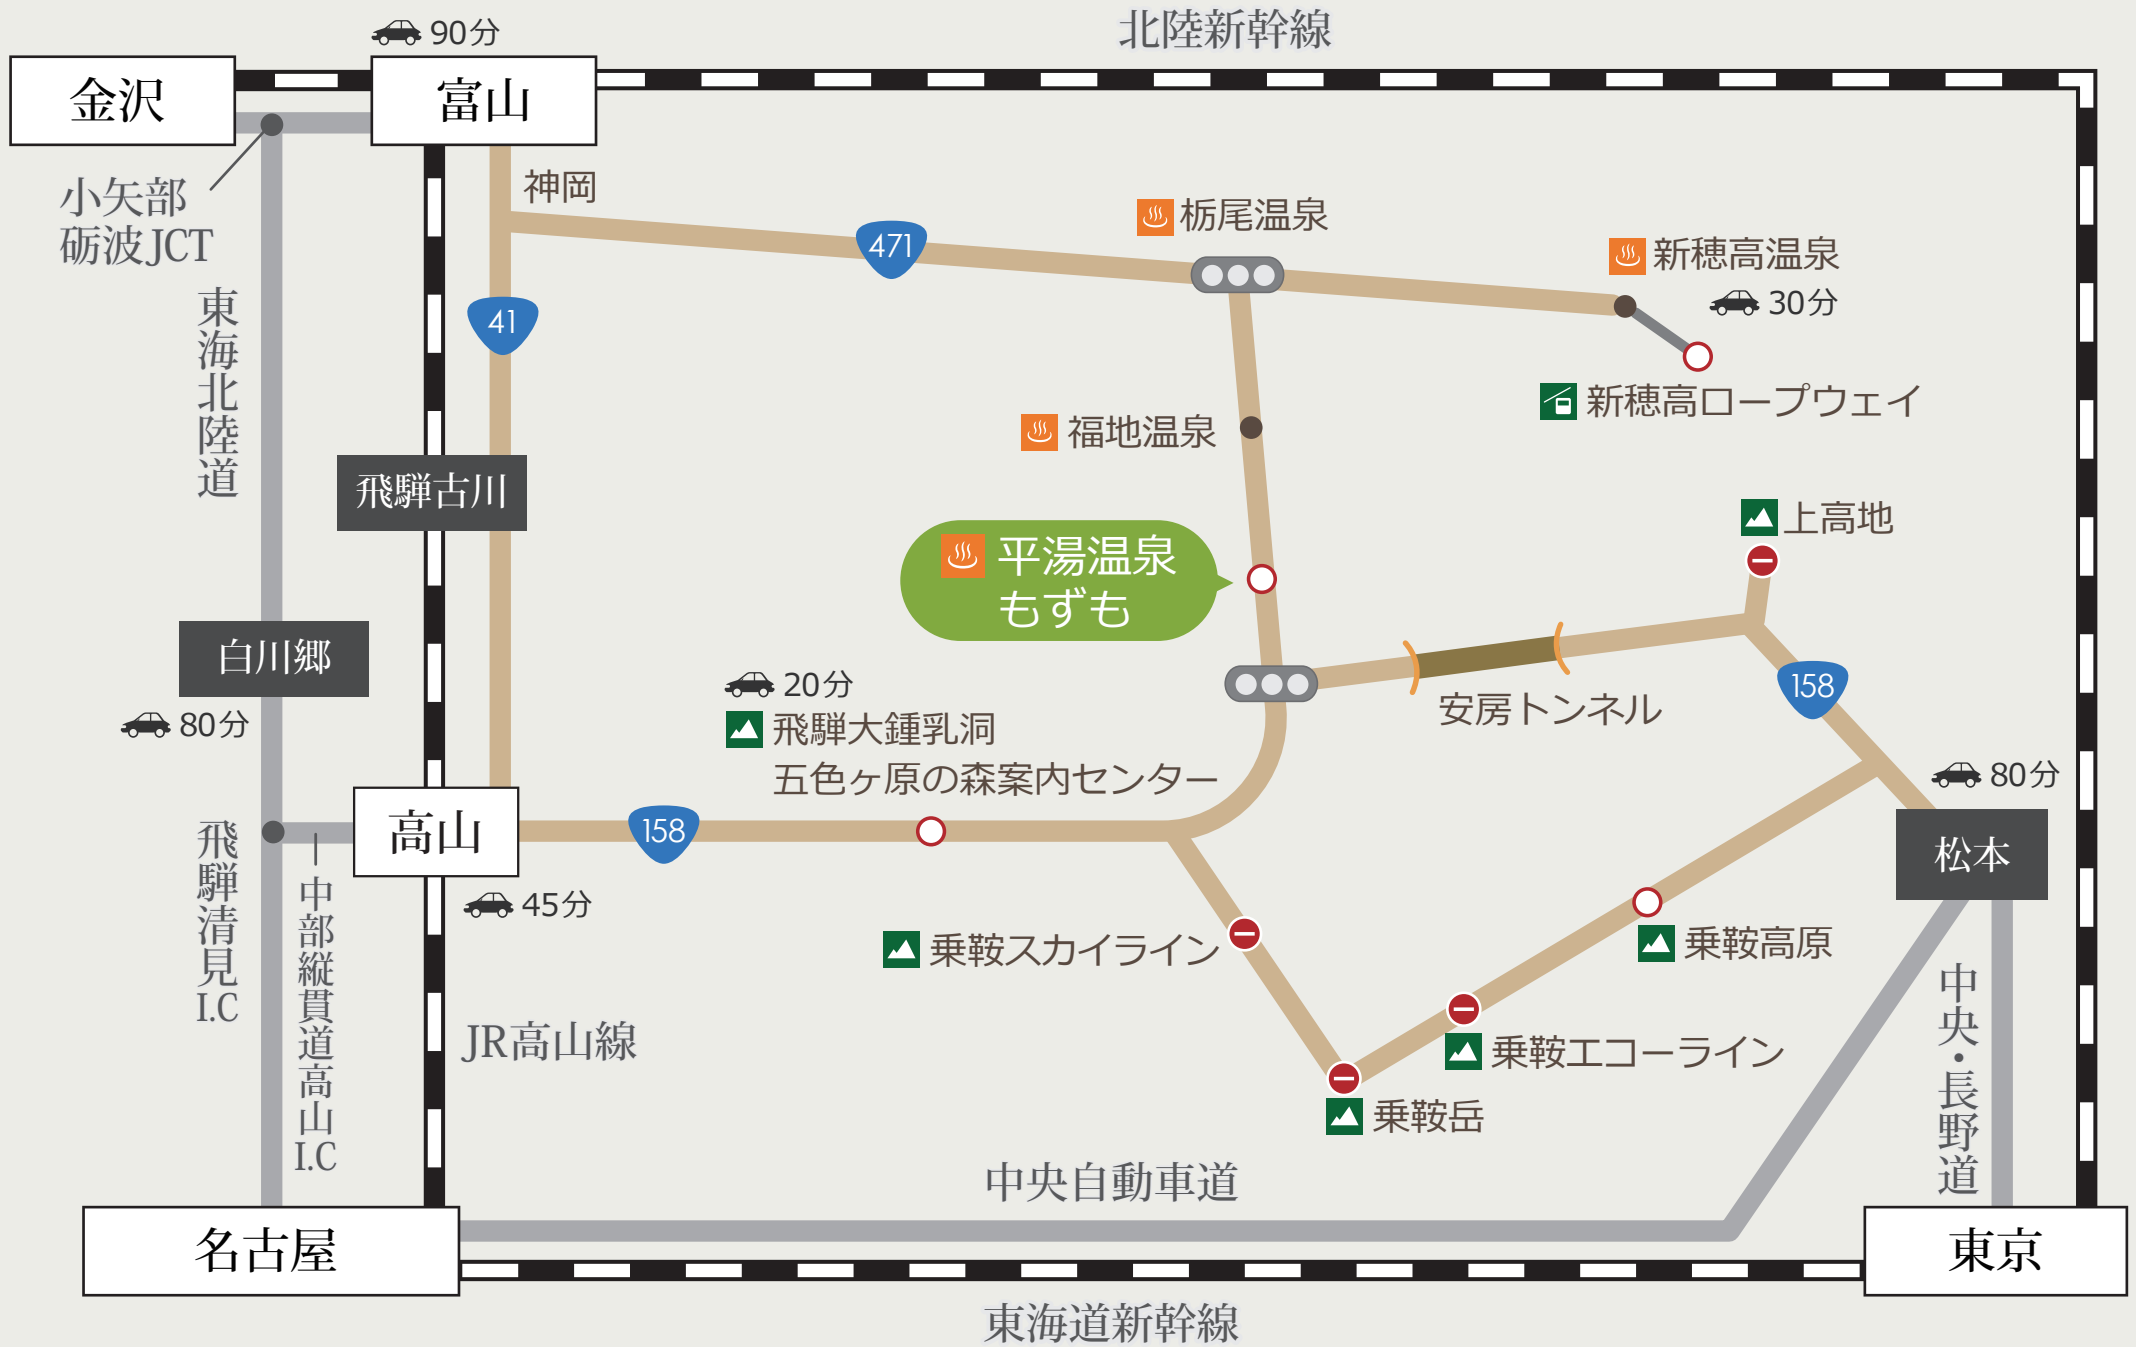 90分
北陸新幹線
金沢
富山
小矢部
砺波JCT
神岡
471
栃尾温泉
新穂高温泉
30分
新穂高ロープウェイ
東海北陸道
41
福地温泉
飛騨古川
上高地
平湯温泉
もずも
白川郷
80分
20分
飛騨大鍾乳洞
五色ヶ原の森案内センター
安房トンネル
158
80分
松本
高山
158
45分
飛騨清見
I.C
中部縦貫道高山
I.C
JR高山線
乗鞍スカイライン
乗鞍高原
乗鞍エコーライン
乗鞍岳
中央・長野道
中央自動車道
名古屋
東京
東海道新幹線